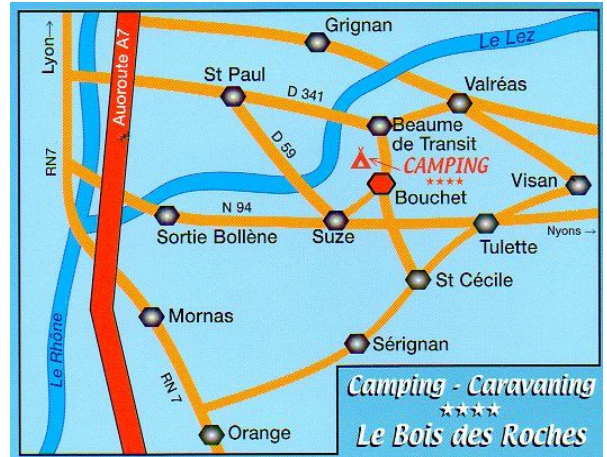 Lyon→
Auoroute A7
Grignan
Le Lez
St Paul
D 341
Valréas
Beaume
de Transit
RN7
D 59
CAMPING
★★★★
Bouchet
Visan
N 94
Sortie Bollène
Suze
Tulette
Nyons →
St Cécile
Mornas
Sérignan
Le Rhône
RN 7
Orange
Camping - Caravaning
★★★★
Le Bois des Roches